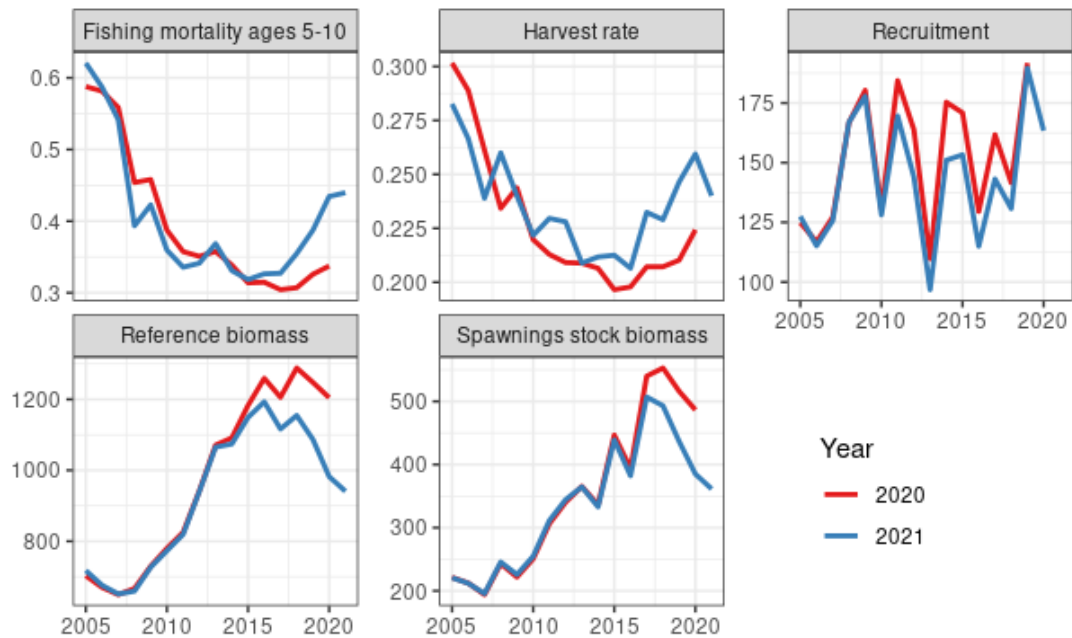 Fishing mortality ages 5-10
Harvest rate
Recruitment
0.6
0.5
0.4
0.3
0.300
0.275
0.250
0.225
0.200
175
150
125
100
2005 2010 2015 2020
Reference biomass
Spawnings stock biomass
1200
1000
800
500
400
300
200
2005 2010 2015 2020
2005 2010 2015 2020
Year
2020
2021